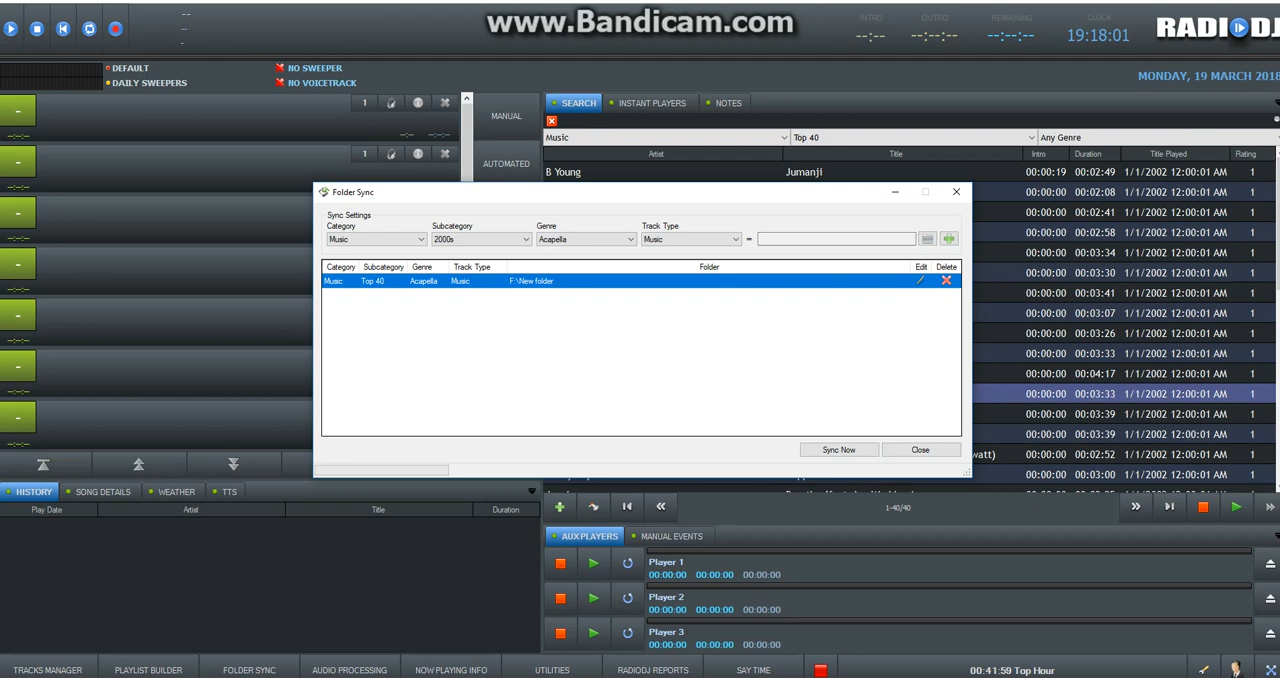 www.Bandicam.com
--
--
-
INTRO
--:--
OUTRO
--:--:--
REMAINING
--:--:--
CLOCK
19:18:01
RADIODJ
DEFAULT
DAILY SWEEPERS
NO SWEEPER
NO VOICETRACK
MONDAY, 19 MARCH 2018
1
--:--
--:--:--
1
MANUAL
AUTOMATED
SEARCH
INSTANT PLAYERS
NOTES
Music
Top 40
Any Genre
Artist
Title
Intro
Duration
Title Played
Rating
B Young
Jumanji
00:00:19 00:02:49 1/1/2002 12:00:01 AM 1
00:00:00 00:02:08 1/1/2002 12:00:01 AM 1
00:00:00 00:02:41 1/1/2002 12:00:01 AM 1
00:00:00 00:02:58 1/1/2002 12:00:01 AM 1
00:00:00 00:03:34 1/1/2002 12:00:01 AM 1
00:00:00 00:03:30 1/1/2002 12:00:01 AM 1
00:00:00 00:03:41 1/1/2002 12:00:01 AM 1
00:00:00 00:03:07 1/1/2002 12:00:01 AM 1
00:00:00 00:03:26 1/1/2002 12:00:01 AM 1
00:00:00 00:03:33 1/1/2002 12:00:01 AM 1
00:00:00 00:04:17 1/1/2002 12:00:01 AM 1
00:00:00 00:03:33 1/1/2002 12:00:01 AM 1
00:00:00 00:03:39 1/1/2002 12:00:01 AM 1
00:00:00 00:03:39 1/1/2002 12:00:01 AM 1
watt) 00:00:00 00:02:52 1/1/2002 12:00:01 AM 1
00:00:00 00:03:00 1/1/2002 12:00:01 AM 1
Folder Sync
Sync Settings
Category
Subcategory
Genre
Track Type
Music
2000s
Acapella
Music
=
Category
Subcategory
Genre
Track Type
Folder
Edit
Delete
Music
Top 40
Acapella
Music
F:\New folder
Sync Now
Close
HISTORY
SONG DETAILS
WEATHER
TTS
Play Date
Artist
Title
Duration
1-40/40
AUX PLAYERS
MANUAL EVENTS
Player 1
00:00:00 00:00:00 00:00:00
Player 2
00:00:00 00:00:00 00:00:00
Player 3
00:00:00 00:00:00 00:00:00
TRACKS MANAGER
PLAYLIST BUILDER
FOLDER SYNC
AUDIO PROCESSING
NOW PLAYING INFO
UTILITIES
RADIODJ REPORTS
SAY TIME
00:41:59 Top Hour